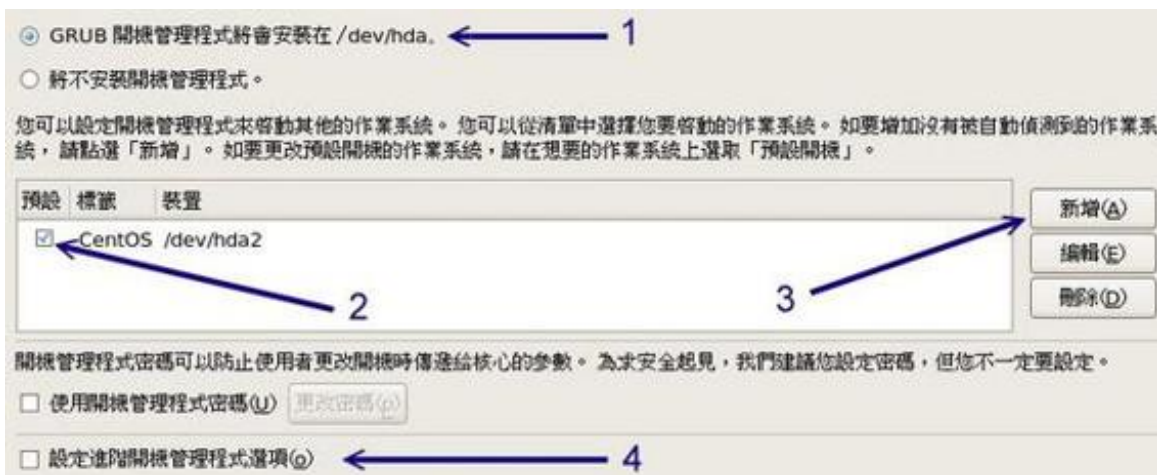 GRUB 開機管理程式將會安裝在 /dev/hda。 1
將不安裝開機管理程式。
您可以設定開機管理程式來啓動其他的作業系統。 您可以從清單中選擇您要啓動的作業系統。 如要增加沒有被自動偵測到的作業系
統， 請點選「新增」。 如要更改預設開機的作業系統，請在想要的作業系統上選取「預設開機」。
預設 標籤 裝置
新增(A)
CentOS /dev/hda2
編輯(E)
2
3
刪除(D)
開機管理程式密碼可以防止使用者更改開機時傳遞給核心的參數。 為求安全起見，我們建議您設定密碼，但您不一定要設定。
使用開機管理程式密碼(U) 更改密碼(p)
設定進階開機管理程式選項(o) 4